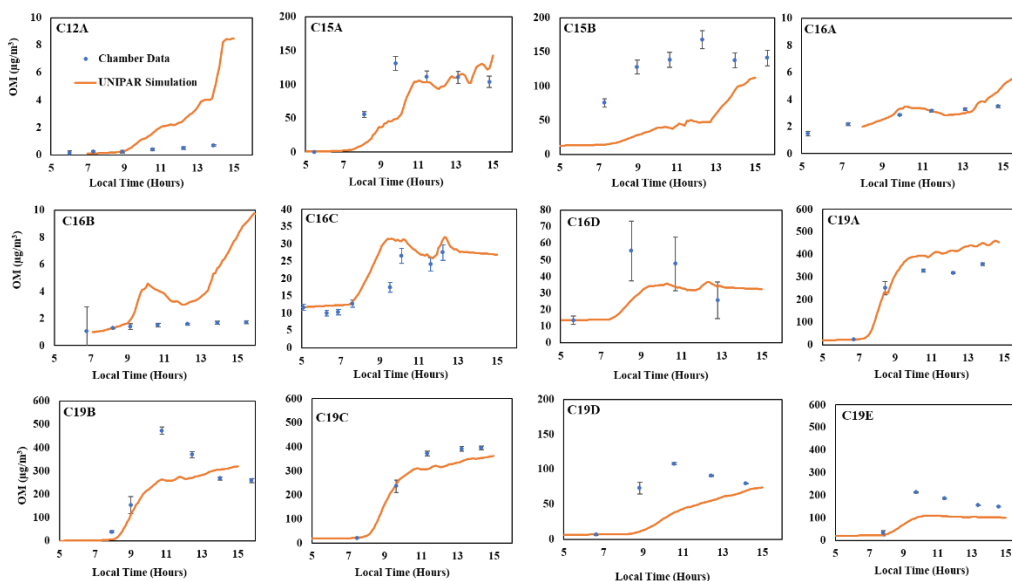 C12A
OM (µg/m³)
10
8
6
4
2
0
Chamber Data
UNIPAR Simulation
5 7 9 11 13 15
Local Time (Hours)
C15A
200
150
100
50
0
5 7 9 11 13 15
Local Time (Hours)
C15B
200
150
100
50
0
5 7 9 11 13 15
Local Time (Hours)
C16A
10
8
6
4
2
0
5 7 9 11 13 15
Local Time (Hours)
C16B
OM (µg/m³)
10
8
6
4
2
0
5 7 9 11 13 15
Local Time (Hours)
C16C
40
35
30
25
20
15
10
5
0
5 7 9 11 13 15
Local Time (Hours)
C16D
80
70
60
50
40
30
20
10
0
5 7 9 11 13 15
Local Time (Hours)
C19A
600
500
400
300
200
100
0
5 7 9 11 13 15
Local Time (Hours)
C19B
OM (µg/m³)
600
500
400
300
200
100
0
5 7 9 11 13 15
Local Time (Hours)
C19C
600
500
400
300
200
100
0
5 7 9 11 13 15
Local Time (Hours)
C19D
200
150
100
50
0
5 7 9 11 13 15
Local Time (Hours)
C19E
600
500
400
300
200
100
0
5 7 9 11 13 15
Local Time (Hours)